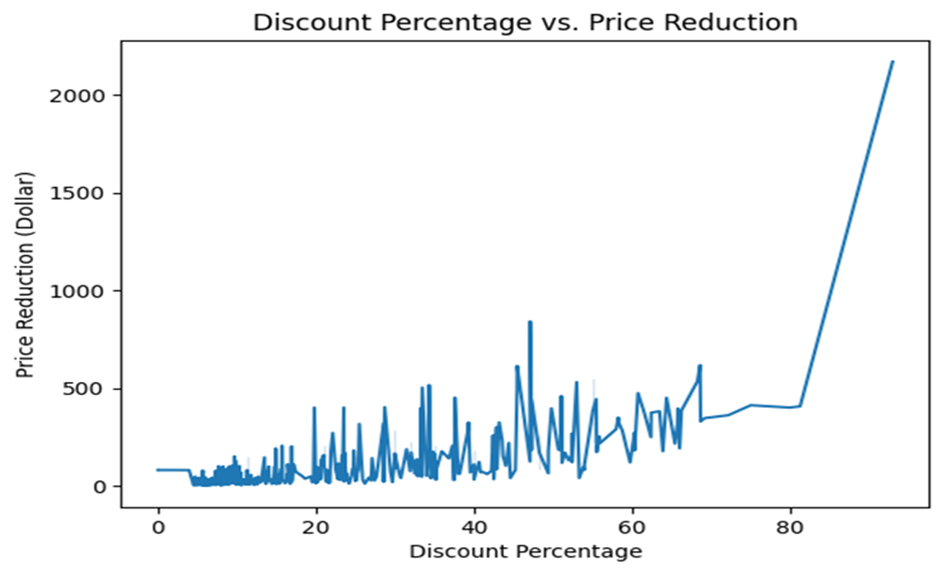 Discount Percentage vs. Price Reduction
Price Reduction (Dollar)
2000
1500
1000
500
0
0 20 40 60 80
Discount Percentage